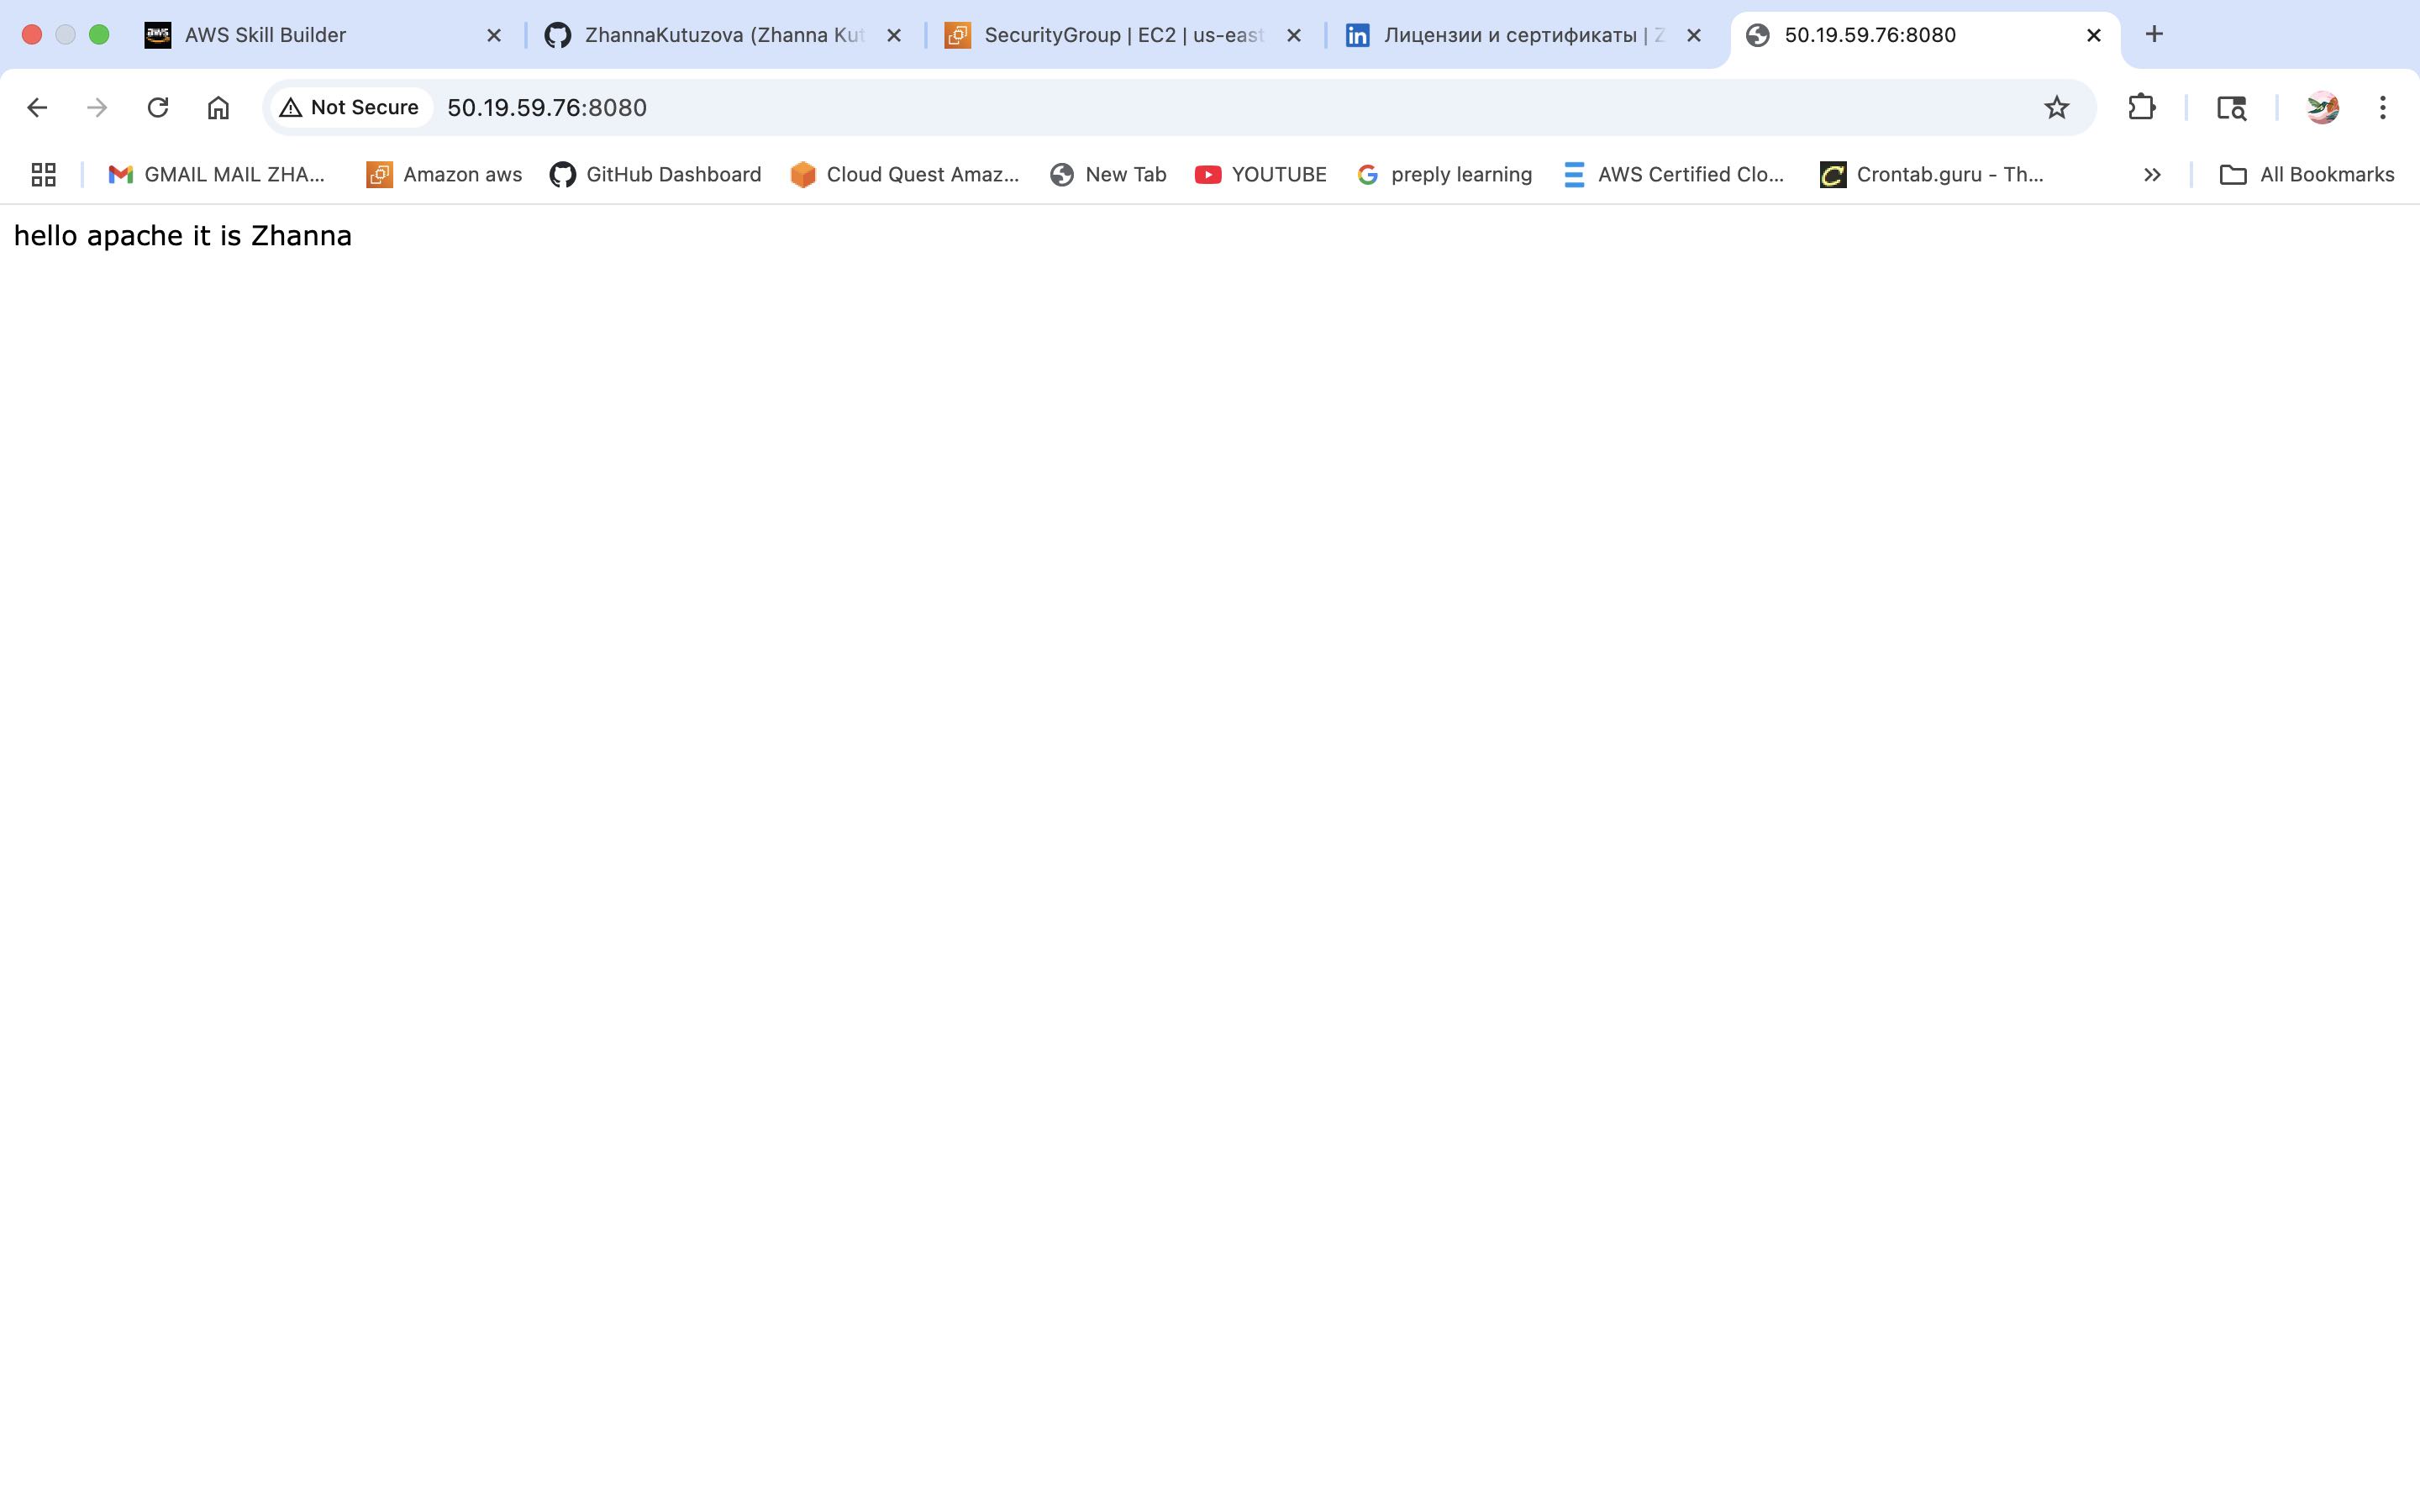 AWS Skill Builder
ZhannaKutuzova (Zhanna Kut
SecurityGroup | EC2 | us-east
Лицензии и сертификаты | Z
50.19.59.76:8080
Not Secure
50.19.59.76:8080
GMAIL MAIL ZHA...
Amazon aws
GitHub Dashboard
Cloud Quest Amaz...
New Tab
YOUTUBE
preply learning
AWS Certified Clo...
Crontab.guru - Th...
All Bookmarks
hello apache it is Zhanna